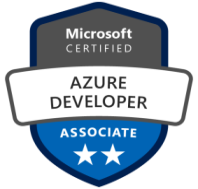 Microsoft
CERTIFIED
AZURE
DEVELOPER
ASSOCIATE